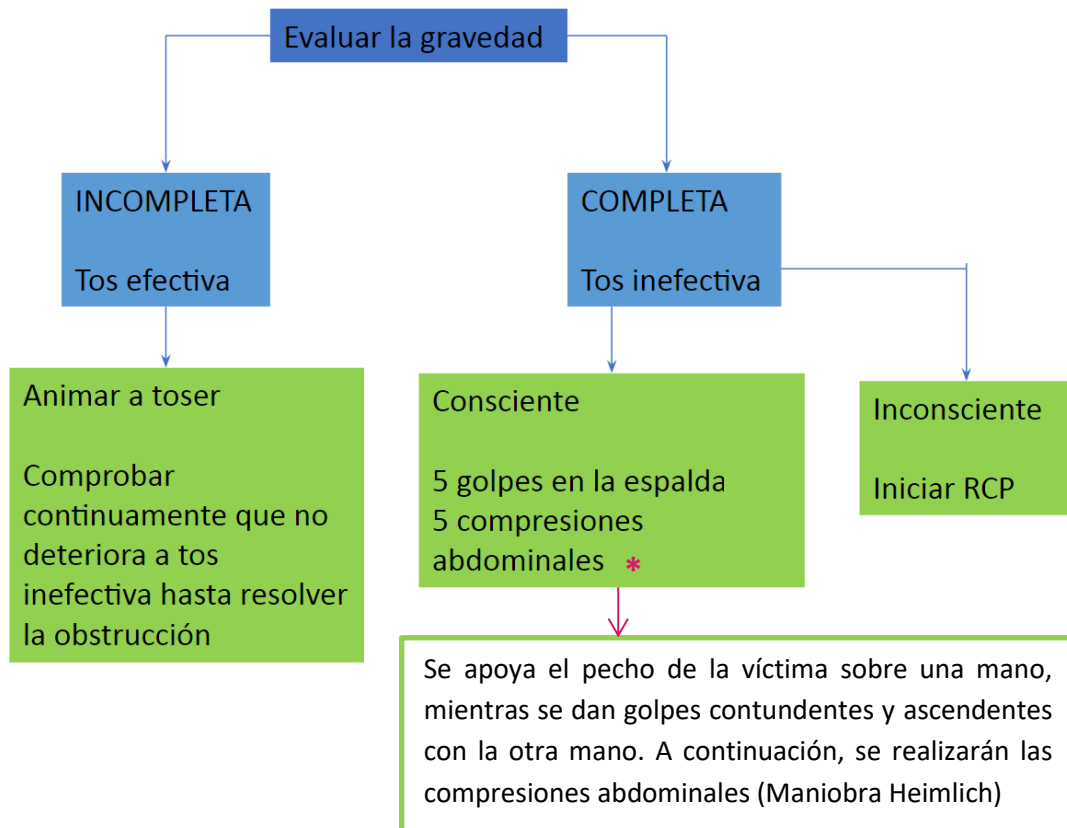 Evaluar la gravedad
INCOMPLETA
Tos efectiva
COMPLETA
Tos inefectiva
Animar a toser
Comprobar
continuamente que no
deteriora a tos
inefectiva hasta resolver
la obstrucción
Consciente
5 golpes en la espalda
5 compresiones
abdominales *
Inconsciente
Iniciar RCP
Se apoya el pecho de la víctima sobre una mano,
mientras se dan golpes contundentes y ascendentes
con la otra mano. A continuación, se realizarán las
compresiones abdominales (Maniobra Heimlich)